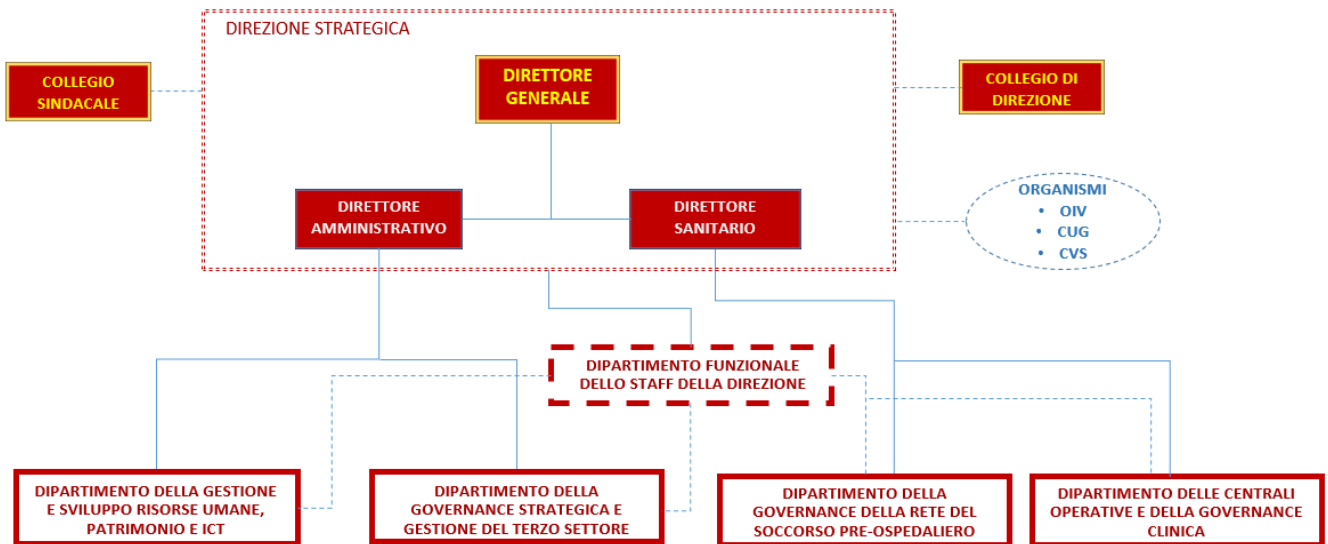 DIREZIONE STRATEGICA
COLLEGIO
SINDACALE
DIRETTORE
GENERALE
COLLEGIO DI
DIREZIONE
DIRETTORE
AMMINISTRATIVO
DIRETTORE
SANITARIO
ORGANISMI
• OIV
• CUG
• CVS
DIPARTIMENTO FUNZIONALE
DELLO STAFF DELLA DIREZIONE
DIPARTIMENTO DELLA GESTIONE
E SVILUPPO RISORSE UMANE,
PATRIMONIO E ICT
DIPARTIMENTO DELLA
GOVERNANCE STRATEGICA E
GESTIONE DEL TERZO SETTORE
DIPARTIMENTO DELLA
GOVERNANCE DELLA RETE DEL
SOCCORSO PRE-OSPEDALIERO
DIPARTIMENTO DELLE CENTRALI
OPERATIVE E DELLA GOVERNANCE
CLINICA